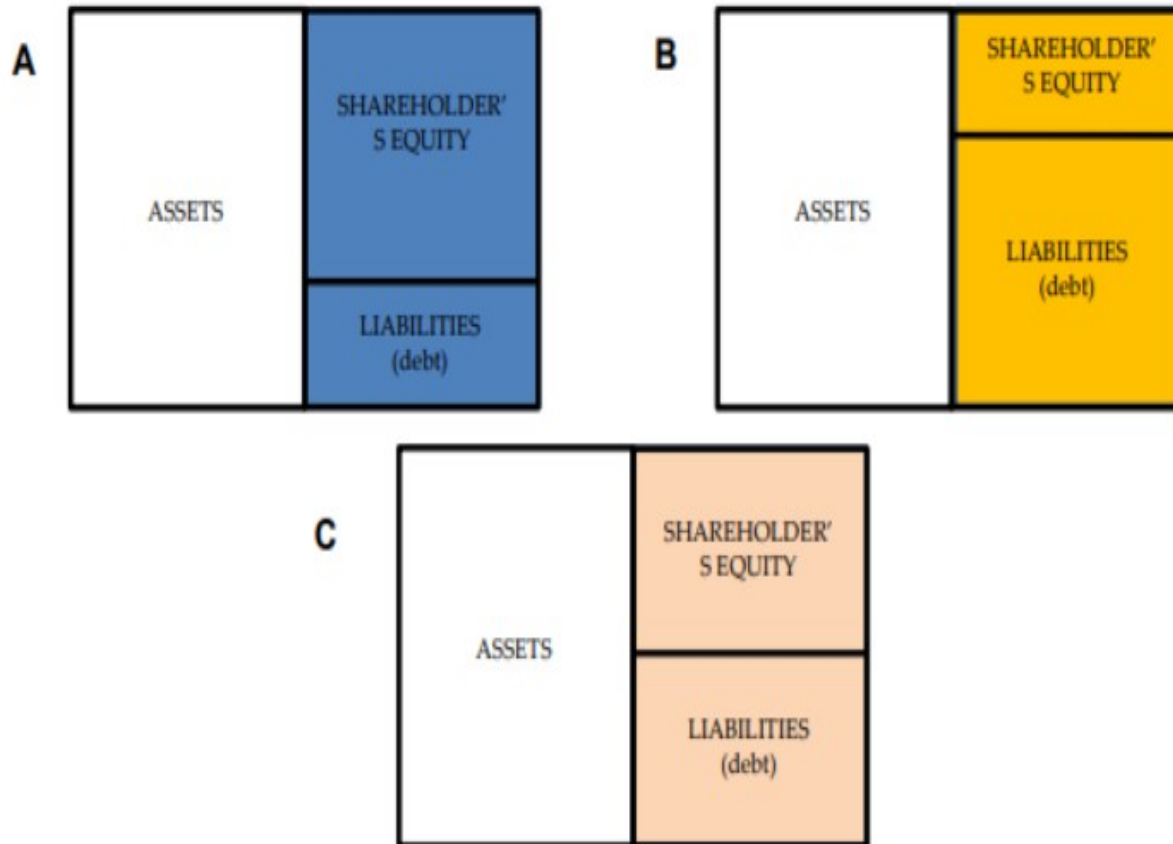 A
ASSETS
SHAREHOLDER'
S EQUITY
LIABILITIES
(debt)
B
ASSETS
SHAREHOLDER'
S EQUITY
LIABILITIES
(debt)
C
ASSETS
SHAREHOLDER'
S EQUITY
LIABILITIES
(debt)